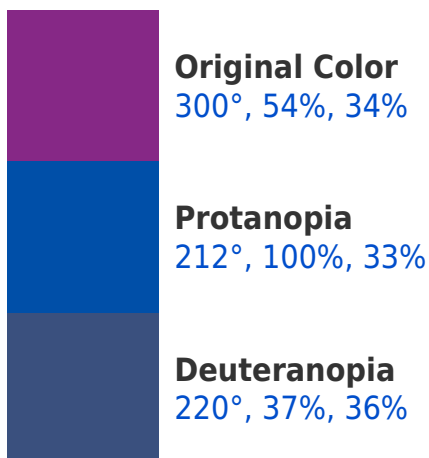 Original Color
300°, 54%, 34%
Protanopia
212°, 100%, 33%
Deuteranopia
220°, 37%, 36%